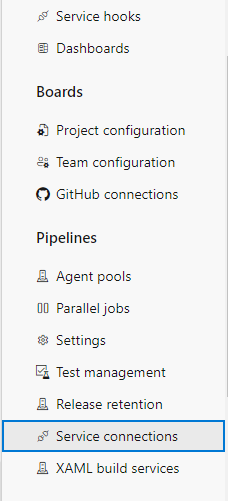 Service hooks
Dashboards
Boards
Project configuration
Team configuration
GitHub connections
Pipelines
Agent pools
Parallel jobs
Settings
Test management
Release retention
Service connections
XAML build services